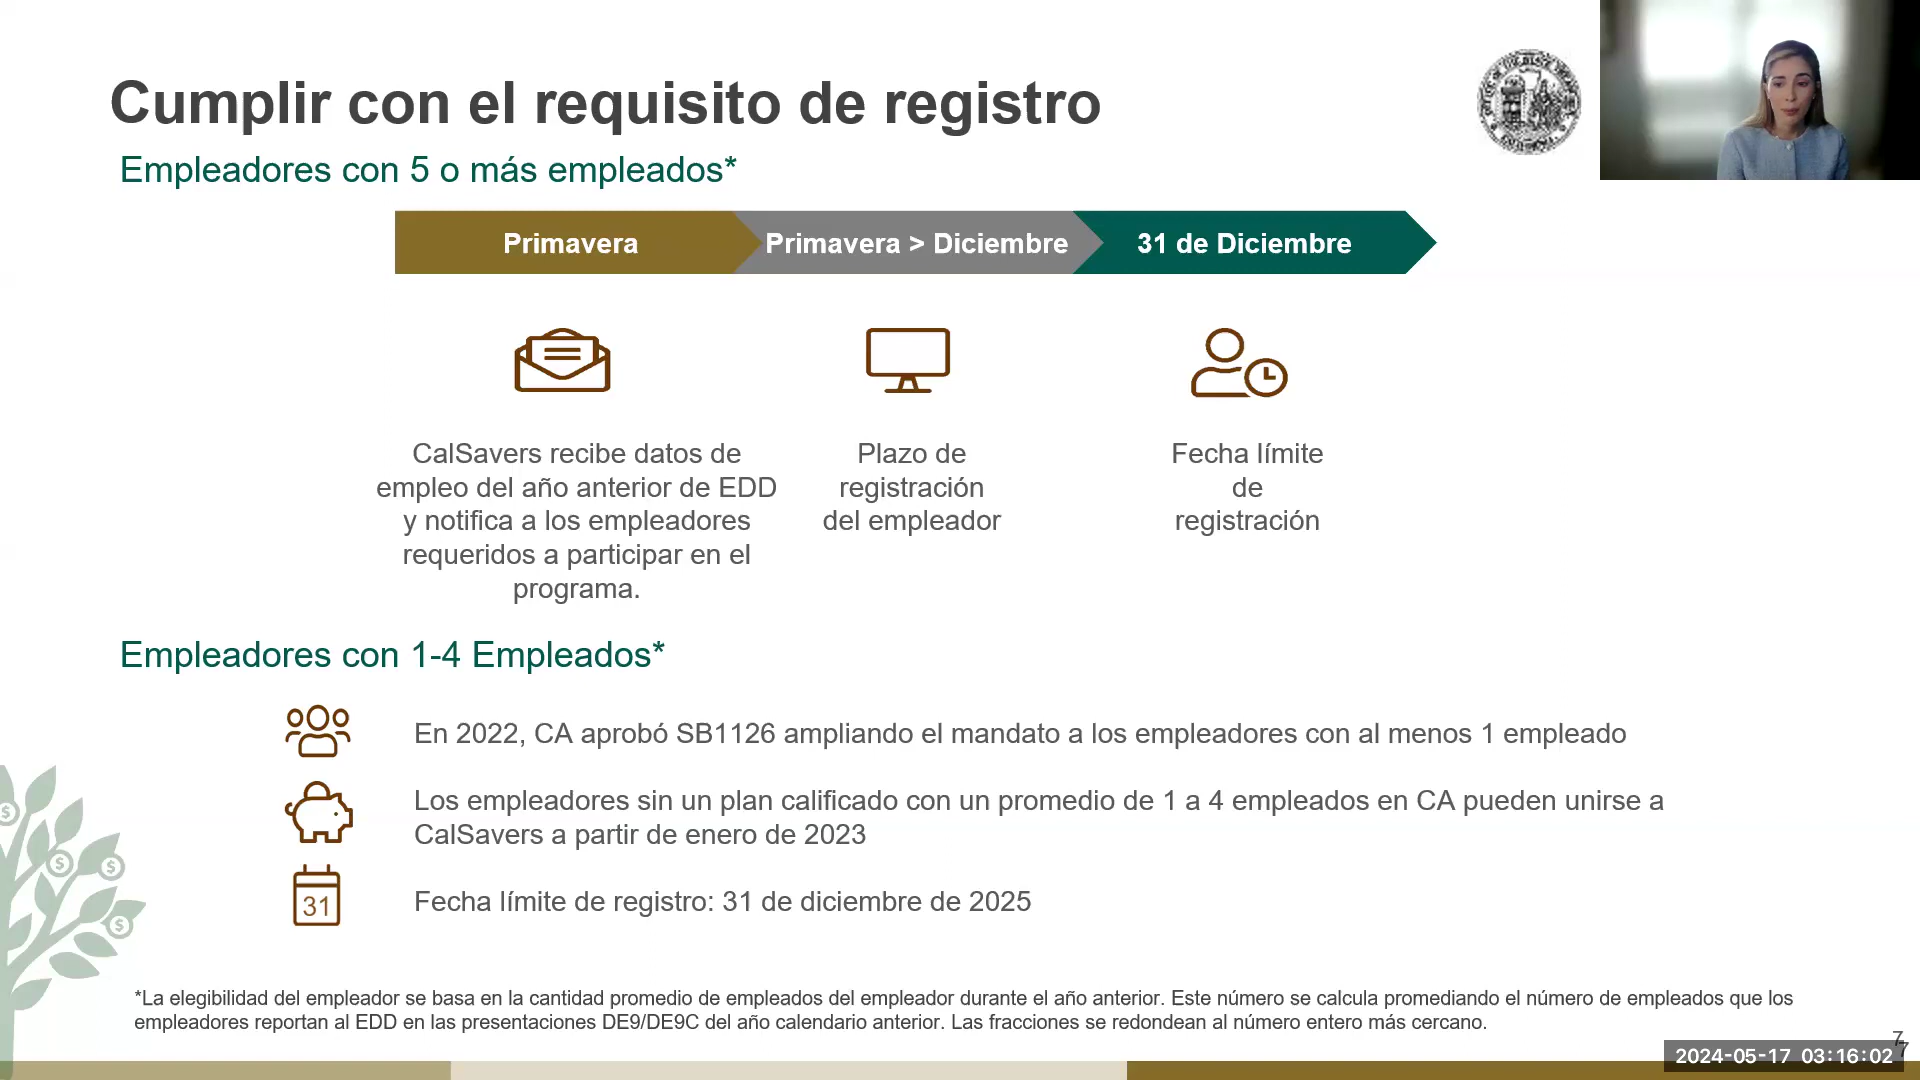 Cumplir con el requisito de registro
Empleadores con 5 o más empleados*
Primavera
Primavera > Diciembre
31 de Diciembre
CalSavers recibe datos de
empleo del año anterior de EDD
y notifica a los empleadores
requeridos a participar en el
programa.
Plazo de
registración
del empleador
Fecha límite
de
registración
Empleadores con 1-4 Empleados*
En 2022, CA aprobó SB1126 ampliando el mandato a los empleadores con al menos 1 empleado
Los empleadores sin un plan calificado con un promedio de 1 a 4 empleados en CA pueden unirse a
CalSavers a partir de enero de 2023
31
Fecha límite de registro: 31 de diciembre de 2025
*La elegibilidad del empleador se basa en la cantidad promedio de empleados del empleador durante el año anterior. Este número se calcula promediando el número de empleados que los
empleadores reportan al EDD en las presentaciones DE9/DE9C del año calendario anterior. Las fracciones se redondean al número entero más cercano.
7
7
2024-05-17 03:16:02